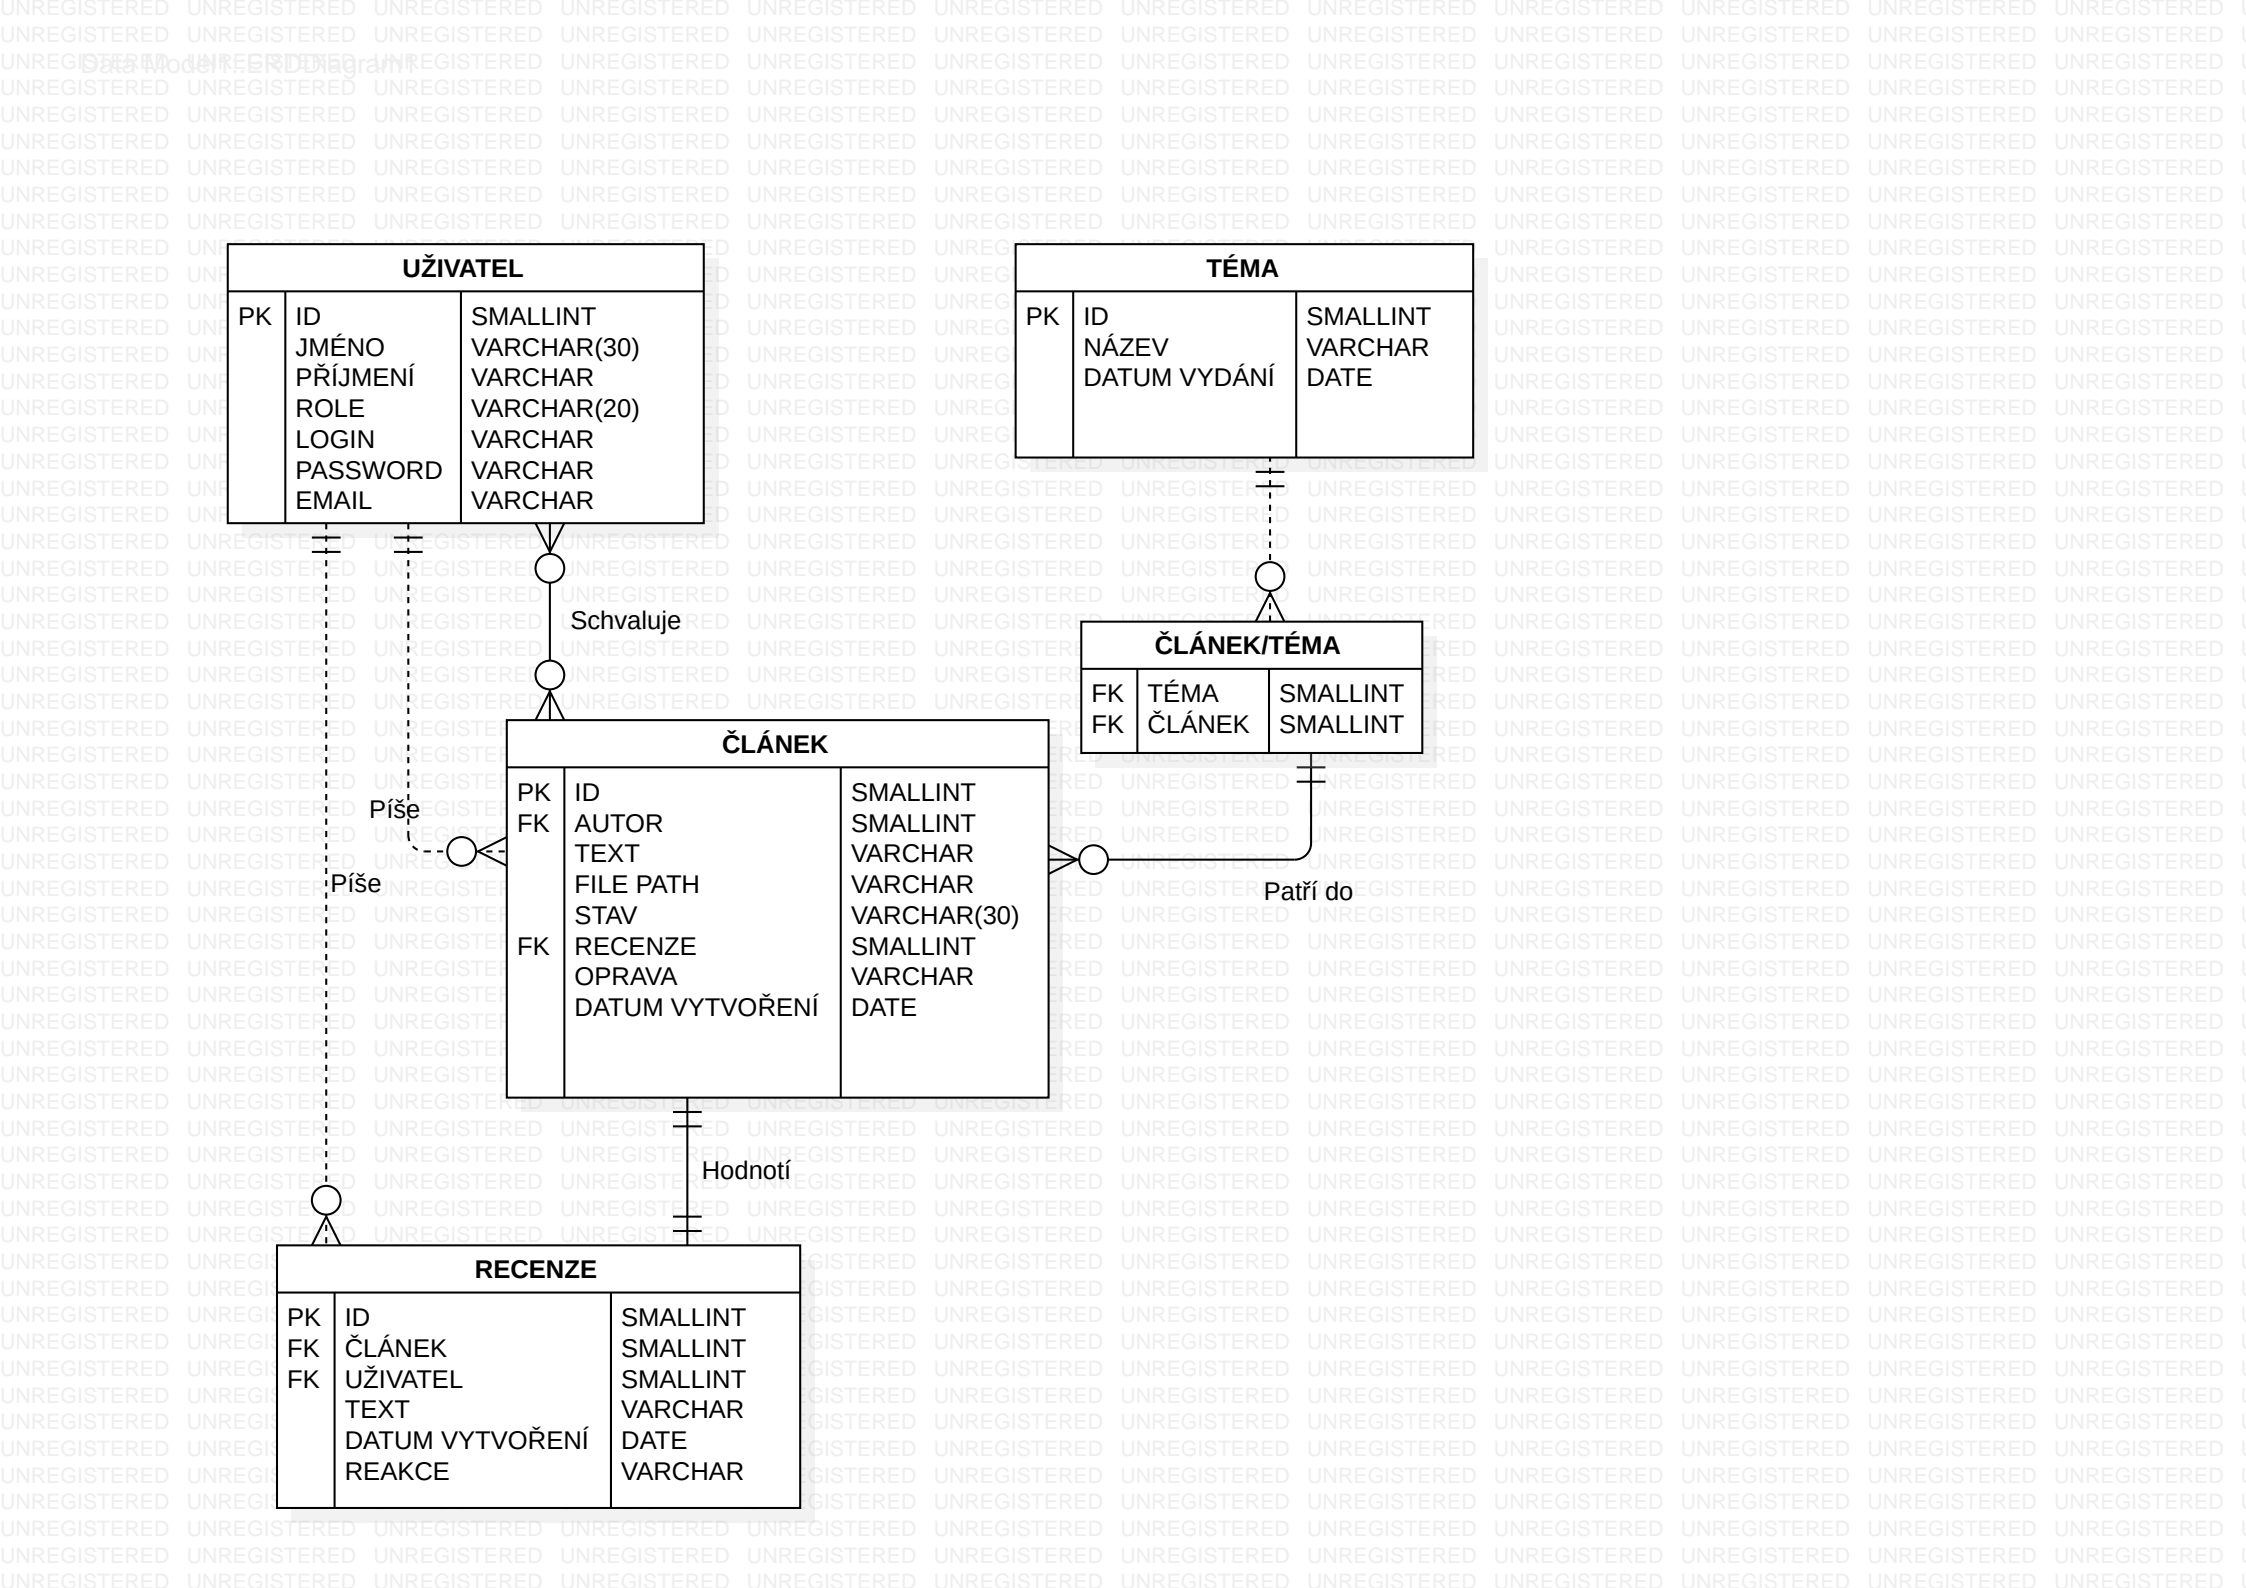 Data Model1::ERDDiagram1
UŽIVATEL
PK ID SMALLINT
JMÉNO VARCHAR(30)
PŘÍJMENÍ VARCHAR
ROLE VARCHAR(20)
LOGIN VARCHAR
PASSWORD VARCHAR
EMAIL VARCHAR
TÉMA
PK ID SMALLINT
NÁZEV VARCHAR
DATUM VYDÁNÍ DATE
Schvaluje
ČLÁNEK/TÉMA
FK TÉMA SMALLINT
FK ČLÁNEK SMALLINT
ČLÁNEK
PK ID SMALLINT
FK AUTOR SMALLINT
TEXT VARCHAR
FILE PATH VARCHAR
STAV VARCHAR(30)
FK RECENZE SMALLINT
OPRAVA VARCHAR
DATUM VYTVOŘENÍ DATE
Píše
Píše
Patří do
Hodnotí
RECENZE
PK ID SMALLINT
FK ČLÁNEK SMALLINT
FK UŽIVATEL SMALLINT
TEXT VARCHAR
DATUM VYTVOŘENÍ DATE
REAKCE VARCHAR
UNREGISTERED